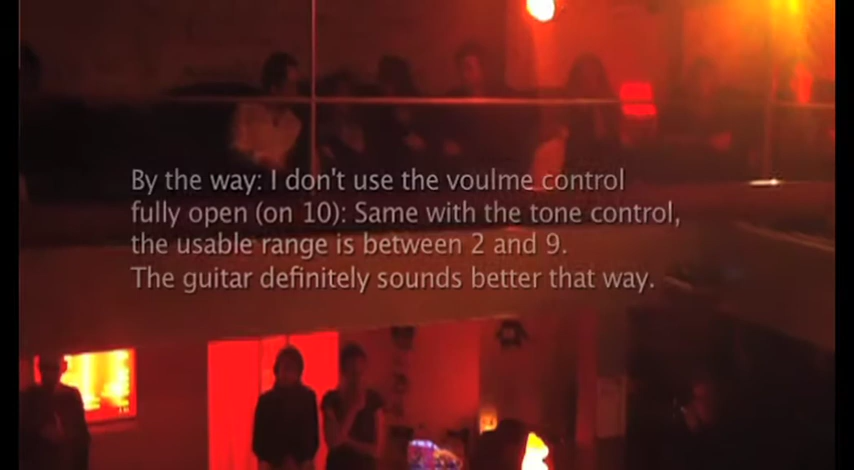 By the way: I don't use the voulme control
fully open (on 10): Same with the tone control,
the usable range is between 2 and 9.
The guitar definitely sounds better that way.